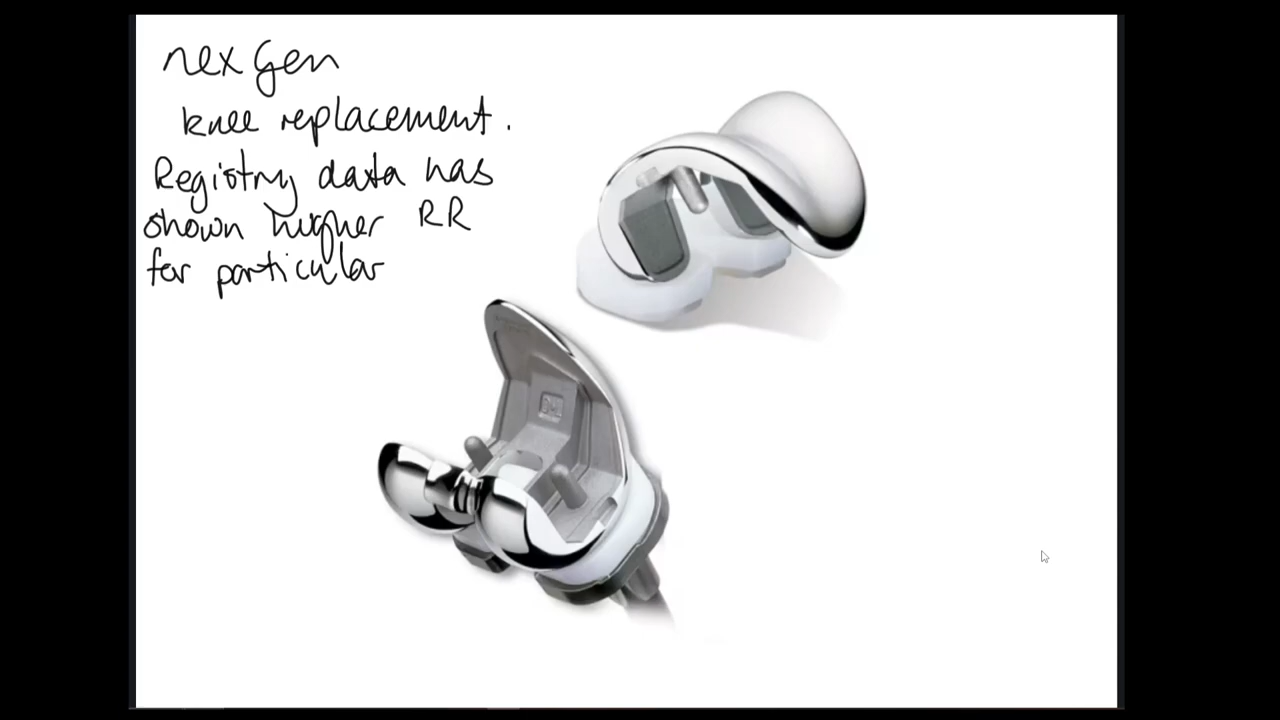 nex Gen
knee replacement.
Registry data has
shown higher RR
for particular